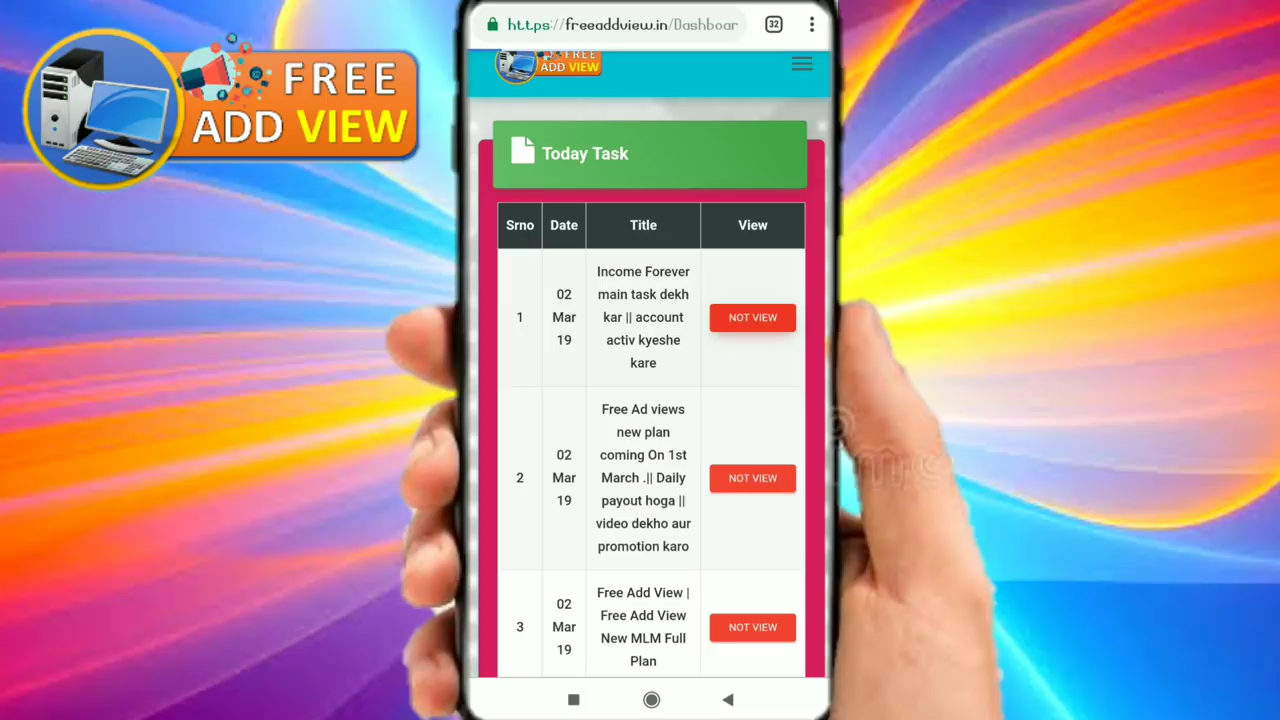 FREE
ADD VIEW
https://freeaddview.in/Dashboar
32
FREE
ADD VIEW
Today Task
Srno Date Title View
1
02
Mar
19
Income Forever
main task dekh
kar || account
activ kyeshe
kare
NOT VIEW
2
02
Mar
19
Free Ad views
new plan
coming On 1st
March .|| Daily
payout hoga ||
video dekho aur
promotion karo
NOT VIEW
3
02
Mar
19
Free Add View |
Free Add View
New MLM Full
Plan
NOT VIEW